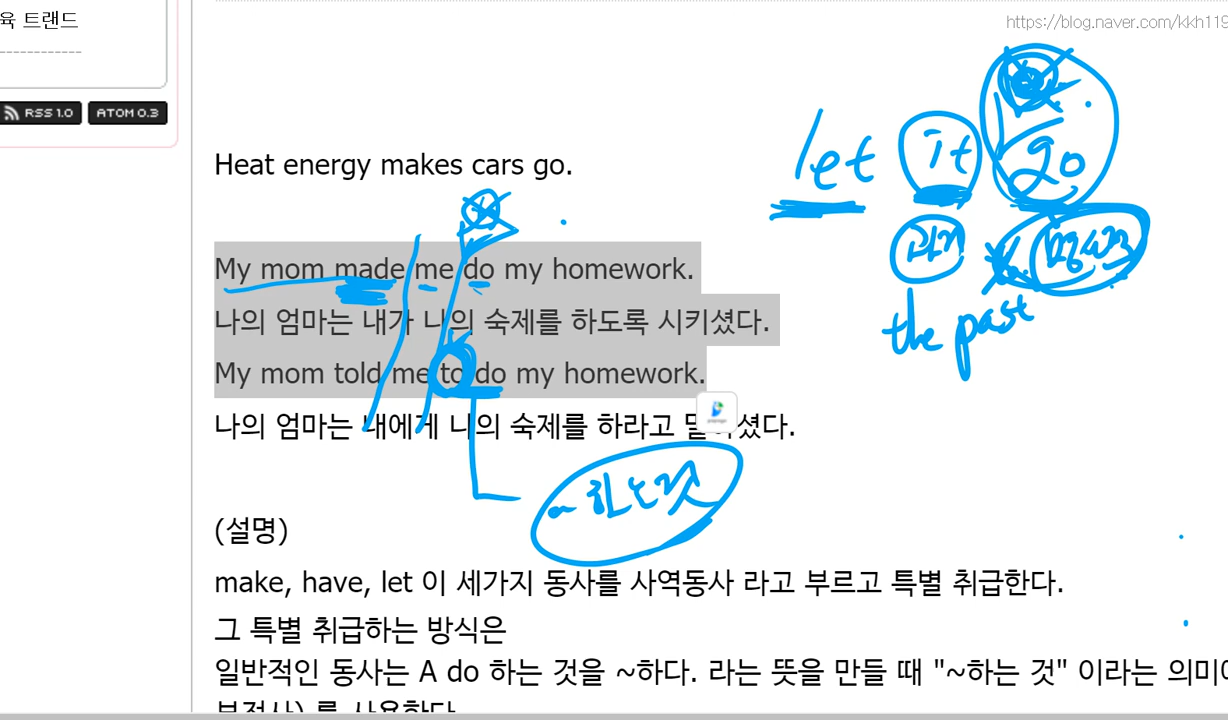 육 트랜드
------------
RSS 1.0 ATOM 0.3
https://blog.naver.com/kkh119
Heat energy makes cars go.
let it go
My mom made me do my homework.
나의 엄마는 내가 나의 숙제를 하도록 시키셨다.
the past
My mom told me to do my homework.
나의 엄마는 내에게 나의 숙제를 하라고 셨다.
~하는것
(설명)
make, have, let 이 세가지 동사를 사역동사 라고 부르고 특별 취급한다.
그 특별 취급하는 방식은
일반적인 동사는 A do 하는 것을 ~하다. 라는 뜻을 만들 때 "~하는 것" 이라는 의미